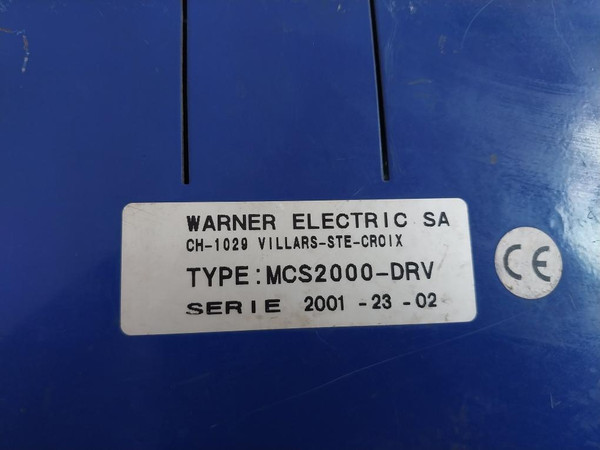 WARNER ELECTRIC SA
CH-1029 VILLARS-STE-CROIX
TYPE:MCS2000-DRV
SERIE 2001 -23 -02
CE